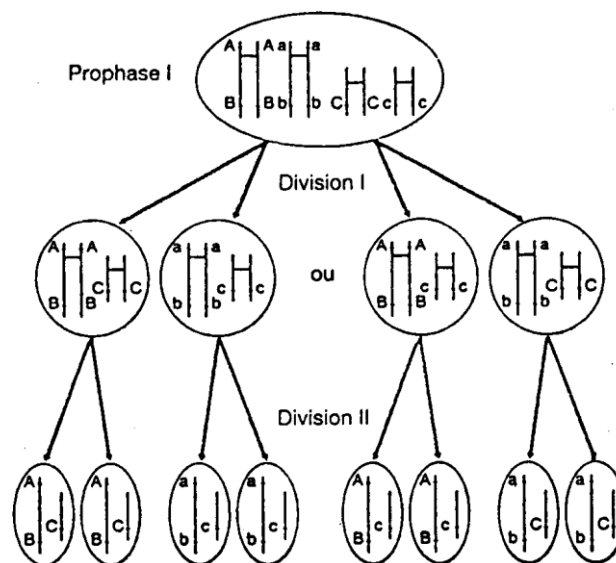 A A a a
Prophase I
B B b b C C c c
Division I
A A a a A A a a
C C c c ou c c C C
B B b b B B b b
Division II
A A a a A A a a
C C c c c c C C
B B b b B B b b